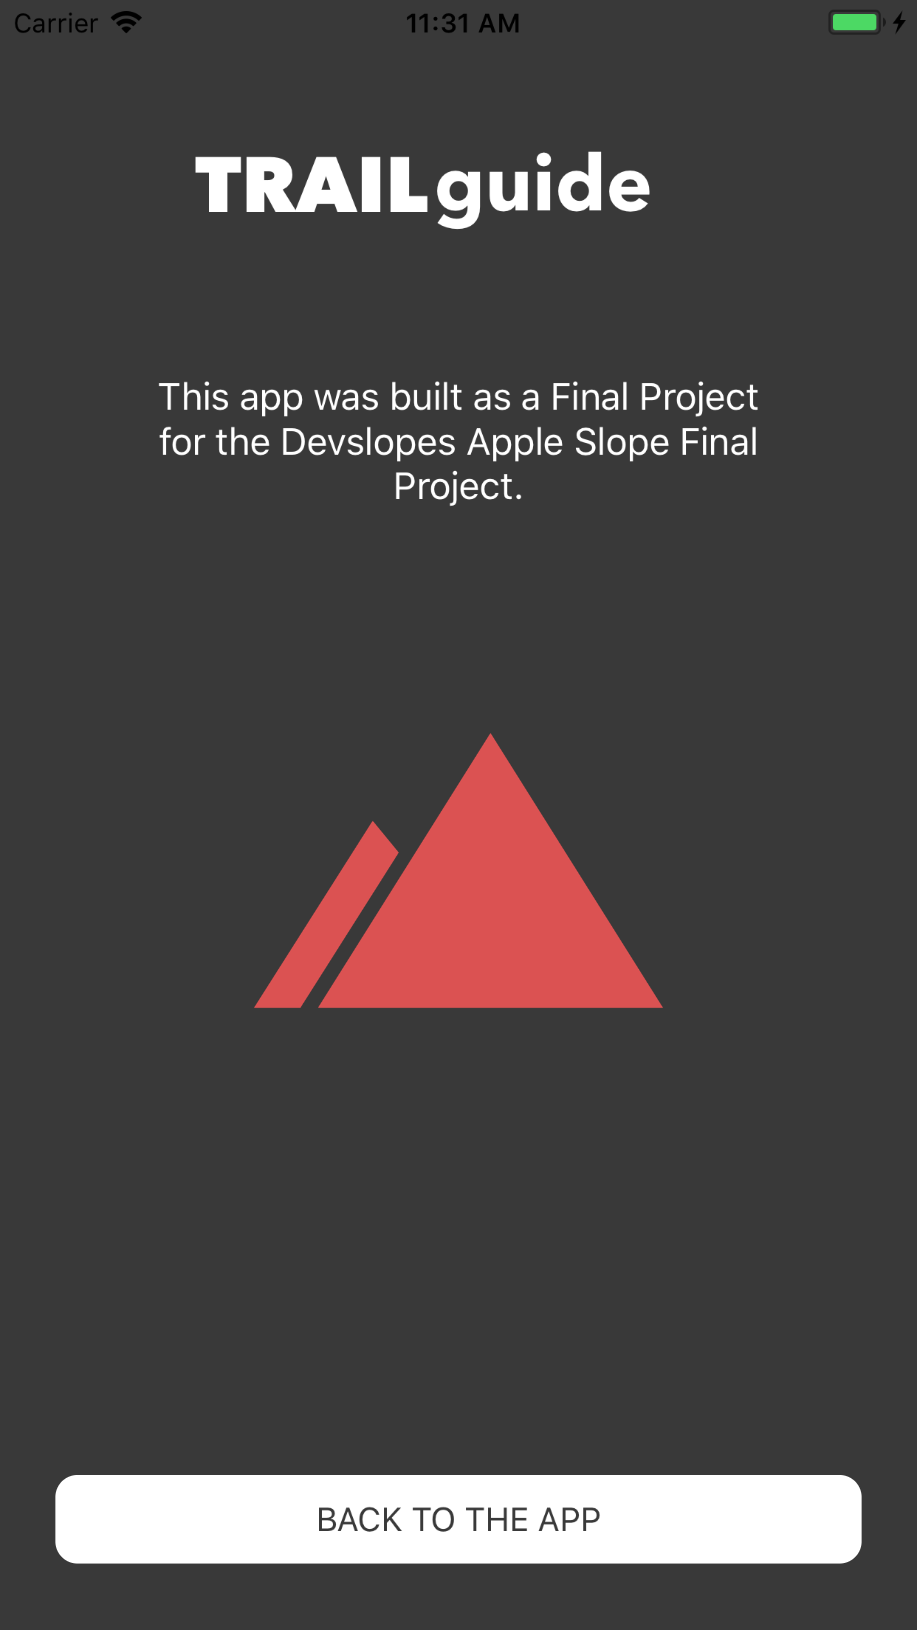 Carrier 11:31 AM
TRAILguide
This app was built as a Final Project
for the Devslopes Apple Slope Final
Project.
BACK TO THE APP